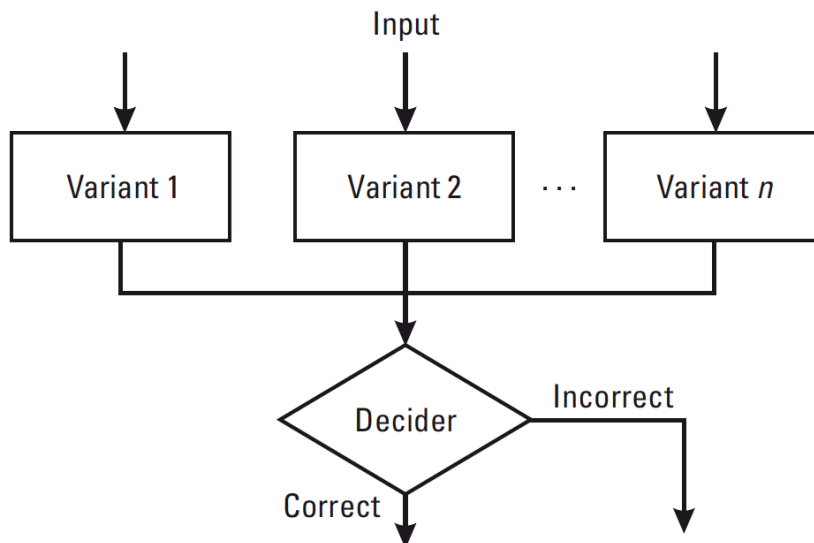 Input
Variant 1
Variant 2
. . .
Variant n
Decider
Incorrect
Correct